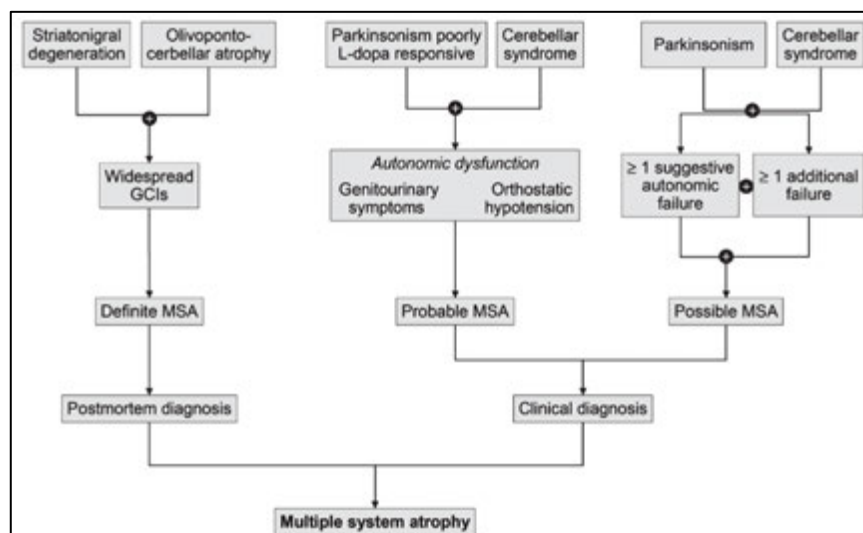 Striatonigral
degeneration
Olivoponto-
cerbellar atrophy
Parkinsonism poorly
L-dopa responsive
Cerebellar
syndrome
Parkinsonism
Cerebellar
syndrome
Widespread
GCIs
Autonomic dysfunction
Genitourinary
symptoms
Orthostatic
hypotension
≥ 1 suggestive
autonomic
failure
≥ 1 additional
failure
Definite MSA
Probable MSA
Possible MSA
Postmortem diagnosis
Clinical diagnosis
Multiple system atrophy